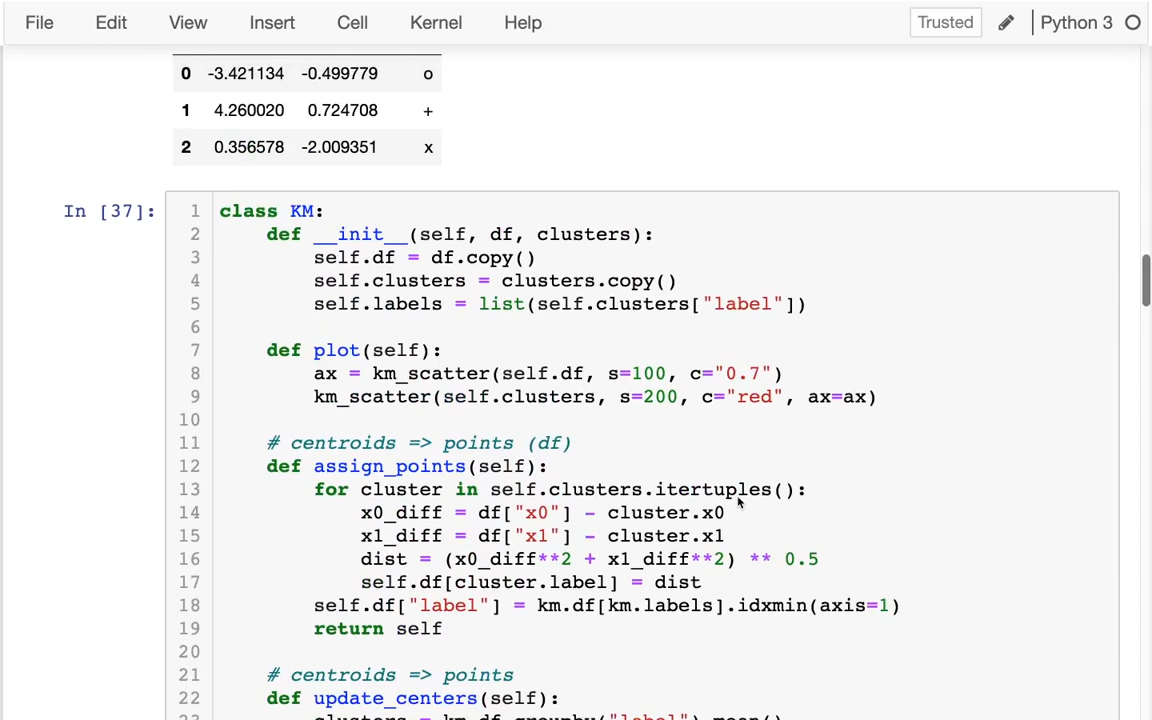 File Edit View Insert Cell Kernel Help Trusted Python 3
0 -3.421134 -0.499779 o
1 4.260020 0.724708 +
2 0.356578 -2.009351 x
In [37]:
1 class KM:
2 def __init__(self, df, clusters):
3 self.df = df.copy()
4 self.clusters = clusters.copy()
5 self.labels = list(self.clusters["label"])
6
7 def plot(self):
8 ax = km_scatter(self.df, s=100, c="0.7")
9 km_scatter(self.clusters, s=200, c="red", ax=ax)
10
11 # centroids => points (df)
12 def assign_points(self):
13 for cluster in self.clusters.itertuples():
14 x0_diff = df["x0"] - cluster.x0
15 x1_diff = df["x1"] - cluster.x1
16 dist = (x0_diff**2 + x1_diff**2) ** 0.5
17 self.df[cluster.label] = dist
18 self.df["label"] = km.df[km.labels].idxmin(axis=1)
19 return self
20
21 # centroids => points
22 def update_centers(self):
23 clusters = km.df.groupby("label").mean()